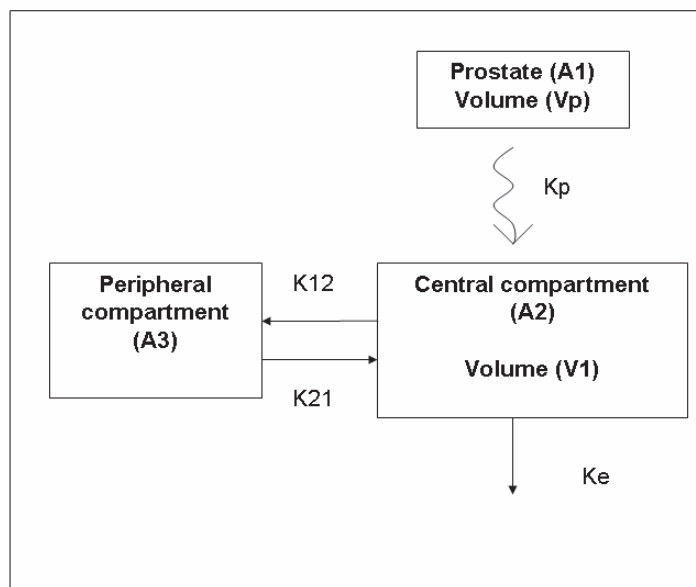 Prostate (A1)
Volume (Vp)
Kp
Peripheral
compartment
(A3)
K12
K21
Central compartment
(A2)
Volume (V1)
Ke